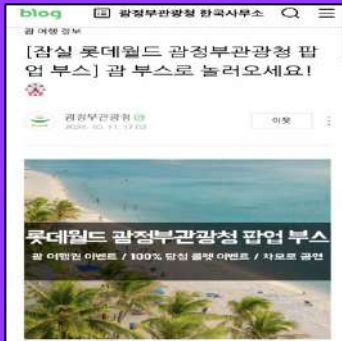 blog
괌정부관광청 한국사무소
괌 여행 정보
[잠실 롯데월드 괌정부관광청 팝
업 부스] 괌 부스로 놀러오세요!
괌정부관광청
이웃
롯데월드 괌정부관광청 팝업 부스
괌 여행권 이벤트 / 100% 당첨 룰렛 이벤트 / 차모로 공연